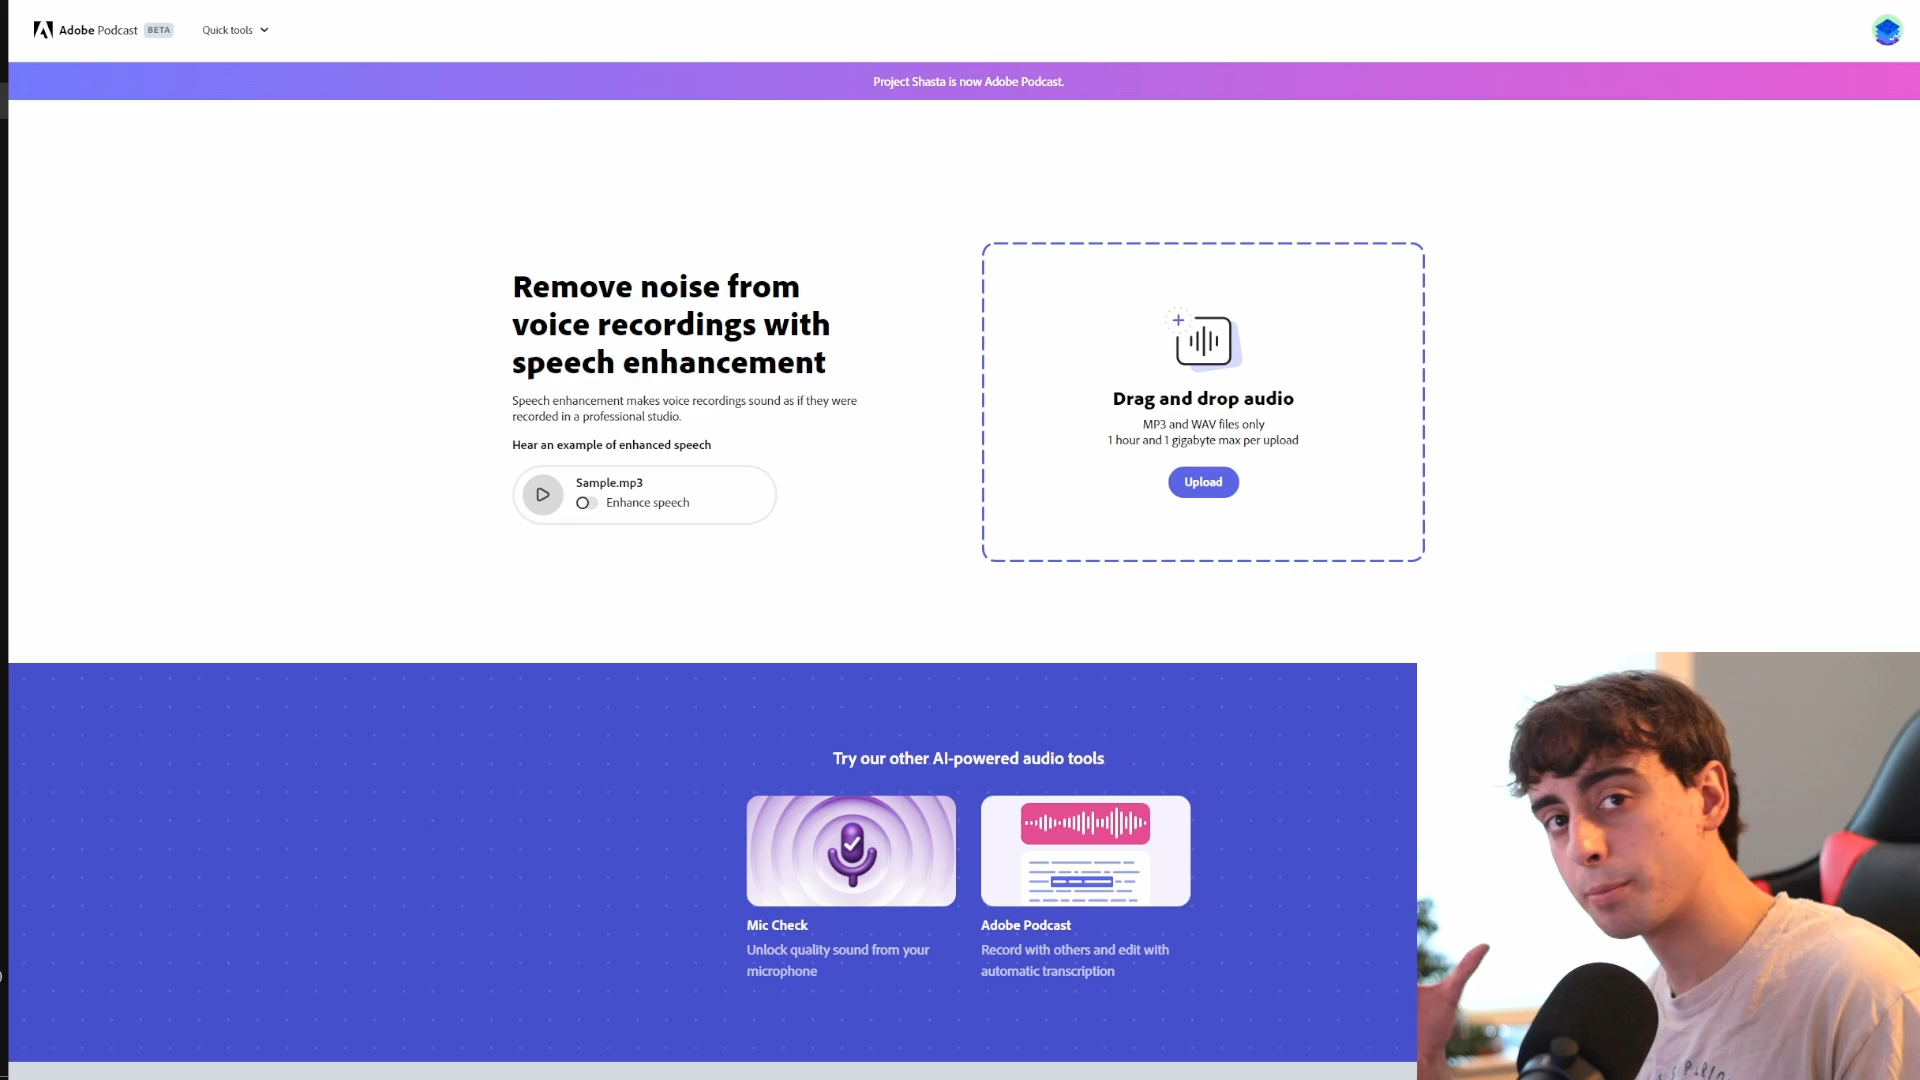 Adobe Podcast BETA Quick tools
Project Shasta is now Adobe Podcast.
Remove noise from
voice recordings with
speech enhancement
Speech enhancement makes voice recordings sound as if they were
recorded in a professional studio.
Hear an example of enhanced speech
Sample.mp3
Enhance speech
Drag and drop audio
MP3 and WAV files only
1 hour and 1 gigabyte max per upload
Upload
Try our other AI-powered audio tools
Mic Check
Unlock quality sound from your
microphone
Adobe Podcast
Record with others and edit with
automatic transcription